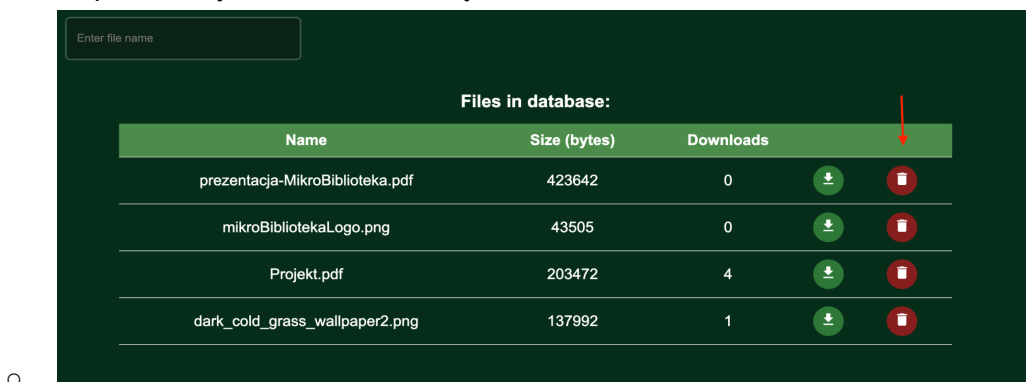 Enter file name
Files in database:
Name Size (bytes) Downloads
prezentacja-MikroBiblioteka.pdf 423642 0
mikroBibliotekaLogo.png 43505 0
Projekt.pdf 203472 4
dark_cold_grass_wallpaper2.png 137992 1